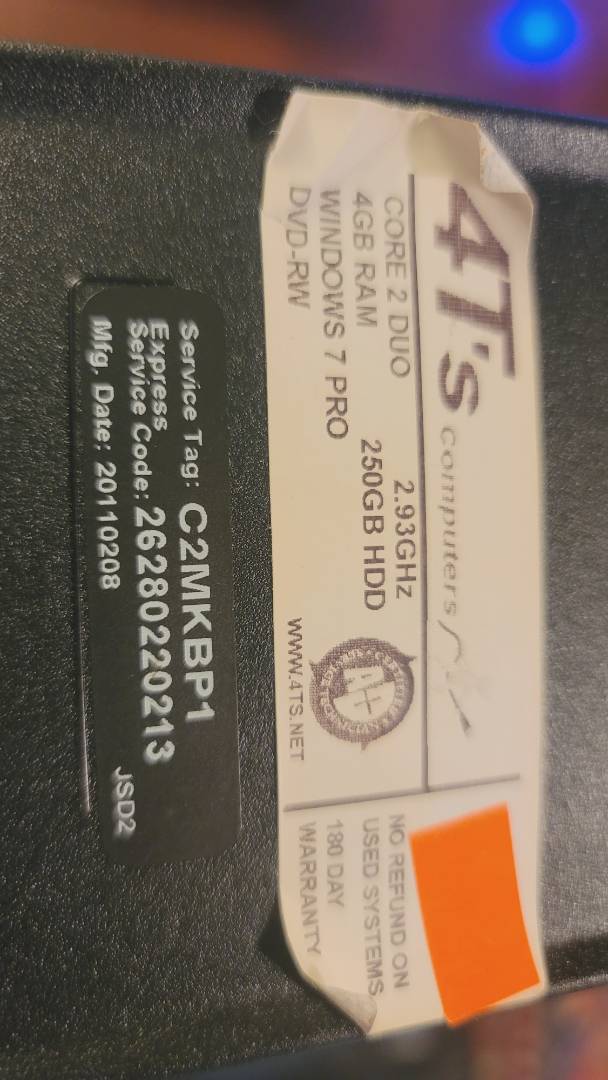 4T's computers
CORE 2 DUO 2.93GHz
4GB RAM 250GB HDD
WINDOWS 7 PRO
DVD-RW
A+
WWW.4TS.NET
NO REFUND ON
USED SYSTEMS
180 DAY
WARRANTY
Service Tag: C2MKBP1
Express
Service Code: 26280220213
Mfg. Date: 20110208
JSD2